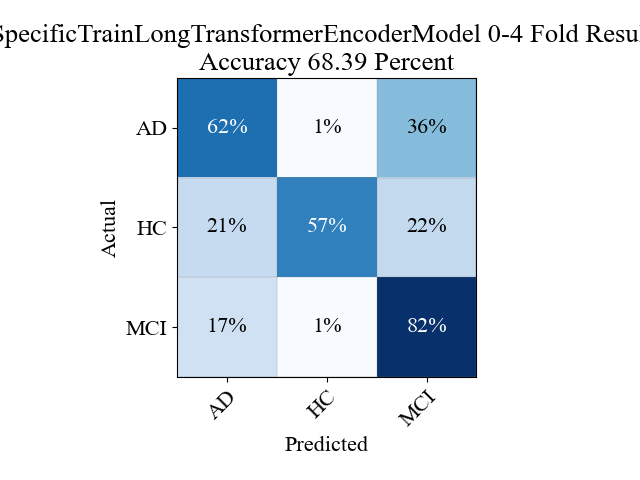 SpecificTrainLongTransformerEncoderModel 0-4 Fold Resul
Accuracy 68.39 Percent
AD 62% 1% 36%
HC 21% 57% 22%
MCI 17% 1% 82%
Actual
AD HC MCI
Predicted